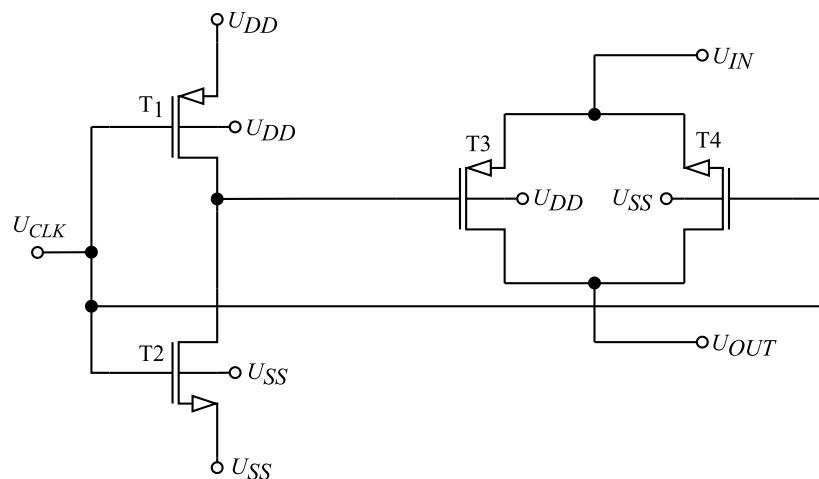 U_DD
U_IN
T₁
U_DD
T3
T4
U_DD
U_SS
U_CLK
T2
U_SS
U_OUT
U_SS